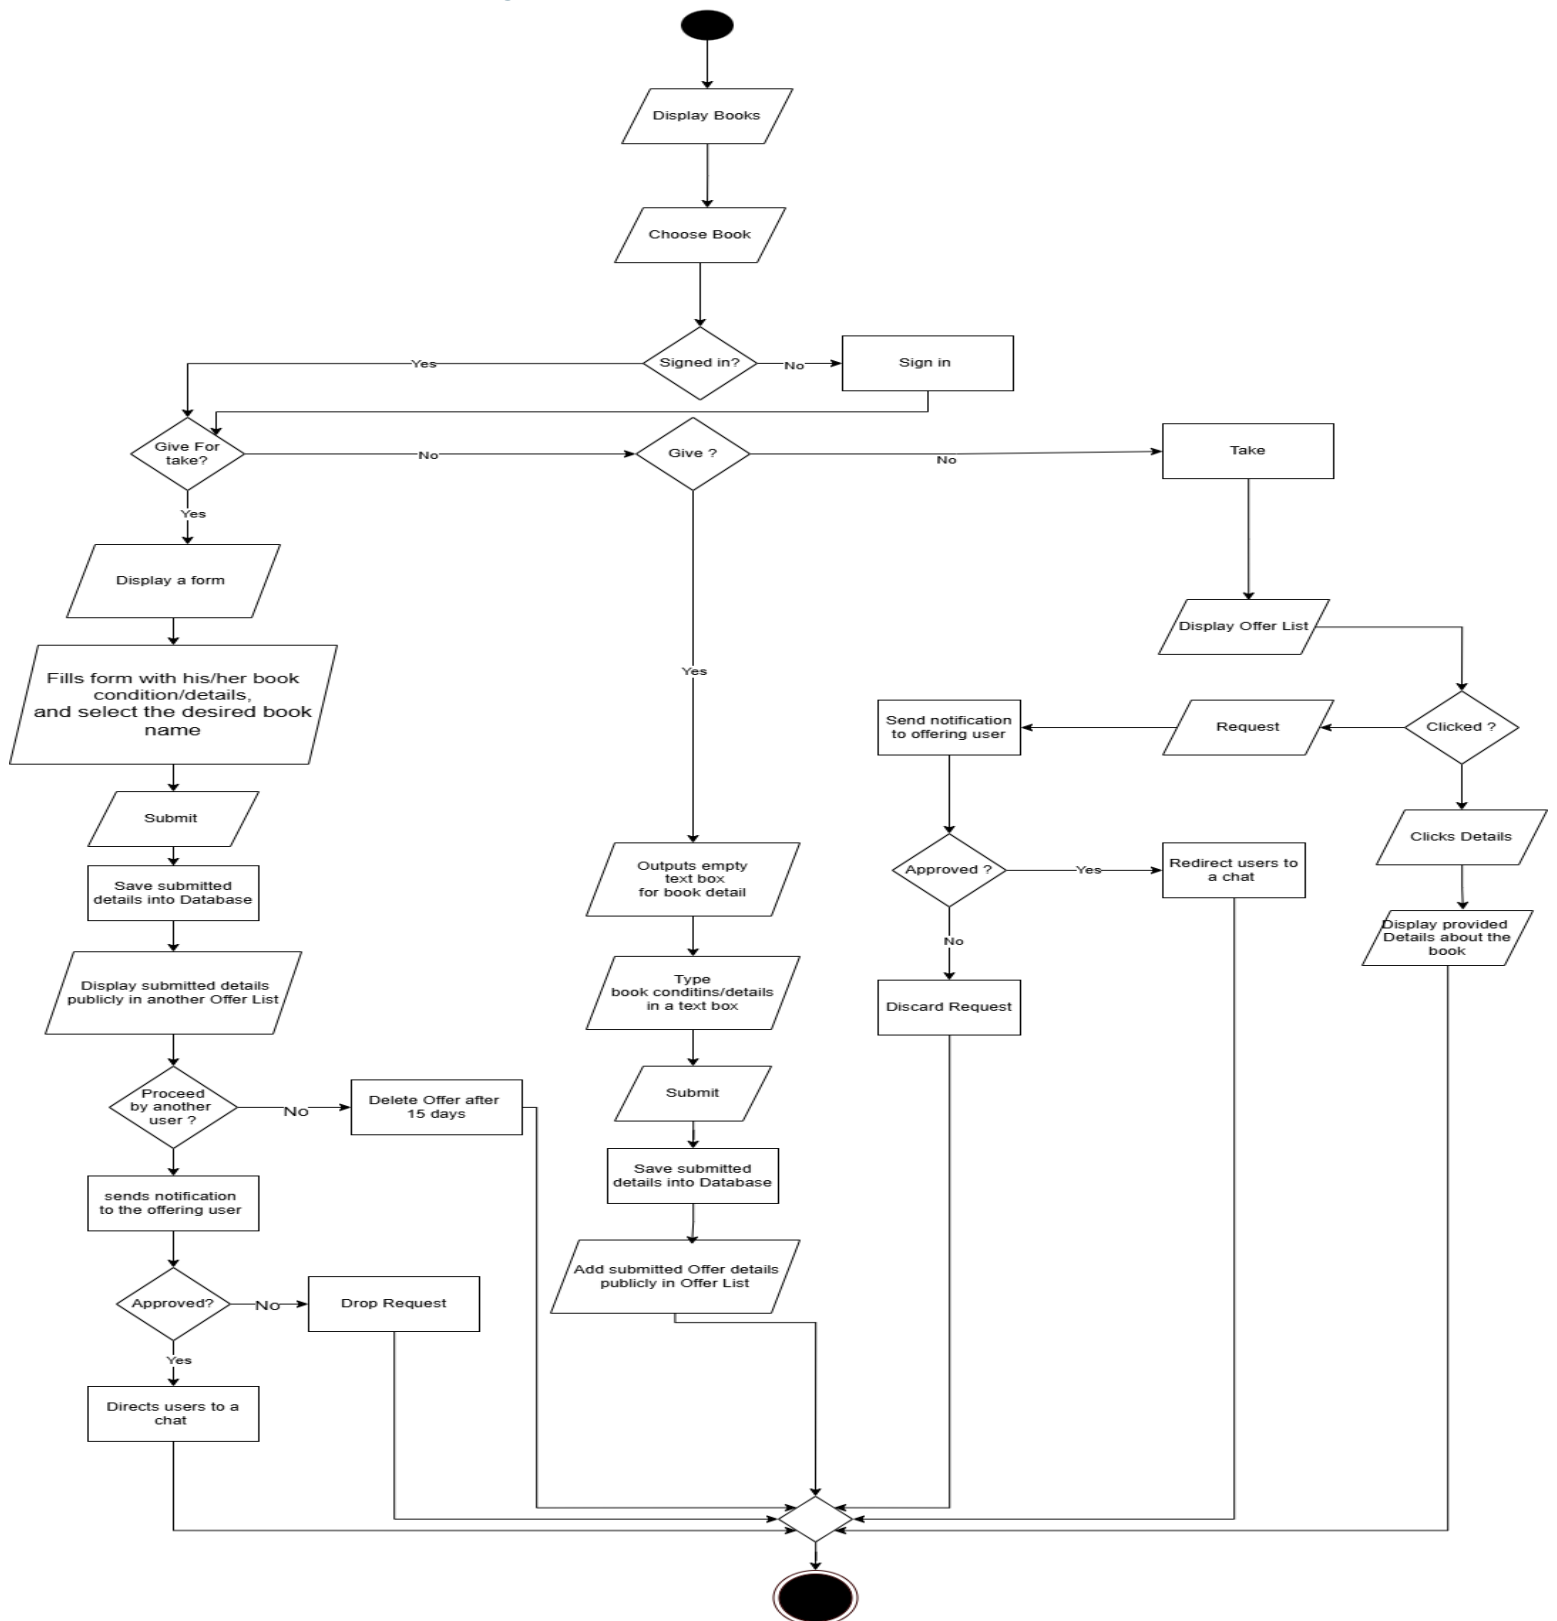 Display Books
Choose Book
Signed in?
Yes
No
Sign in
Give For
take?
No
Give ?
No
Take
Yes
Display a form
Fills form with his/her book
condition/details,
and select the desired book
name
Submit
Save submitted
details into Database
Display submitted details
publicly in another Offer List
Proceed
by another
user ?
No
Delete Offer after
15 days
sends notification
to the offering user
Approved?
No
Drop Request
Yes
Directs users to a
chat
Yes
Outputs empty
text box
for book detail
Type
book conditins/details
in a text box
Submit
Save submitted
details into Database
Add submitted Offer details
publicly in Offer List
Display Offer List
Clicked ?
Request
Send notification
to offering user
Approved ?
Yes
Redirect users to
a chat
No
Discard Request
Clicks Details
Display provided
Details about the
book